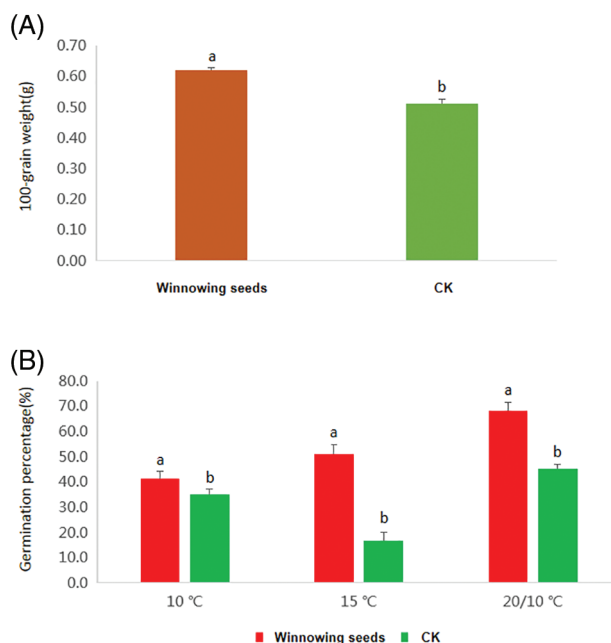 (A)
100-grain weight(g)
0.70
0.60
0.50
0.40
0.30
0.20
0.10
0.00
a
b
Winnowing seeds
CK
(B)
Germination percentage(%)
80.0
70.0
60.0
50.0
40.0
30.0
20.0
10.0
0.0
a
b
a
b
a
b
10 ℃
15 ℃
20/10 ℃
Winnowing seeds
CK